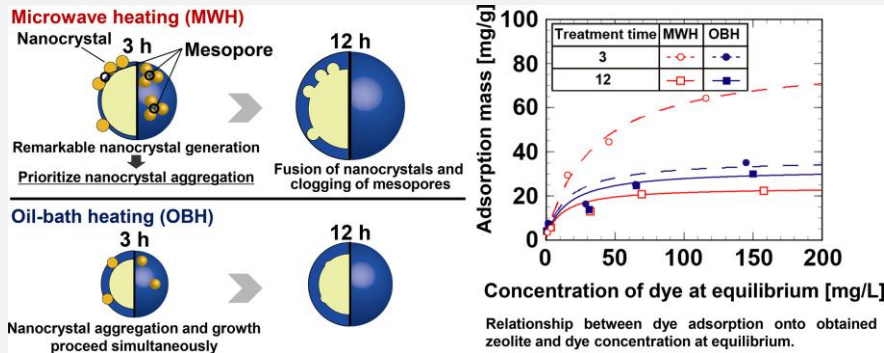 Microwave heating (MWH)
Nanocrystal
3 h
Mesopore
12 h
Remarkable nanocrystal generation
Prioritize nanocrystal aggregation
Fusion of nanocrystals and
clogging of mesopores
Oil-bath heating (OBH)
3 h
12 h
Nanocrystal aggregation and growth
proceed simultaneously
Adsorption mass [mg/g]
100
80
60
40
20
0
Treatment time MWH OBH
3
12
0 50 100 150 200
Concentration of dye at equilibrium [mg/L]
Relationship between dye adsorption onto obtained
zeolite and dye concentration at equilibrium.